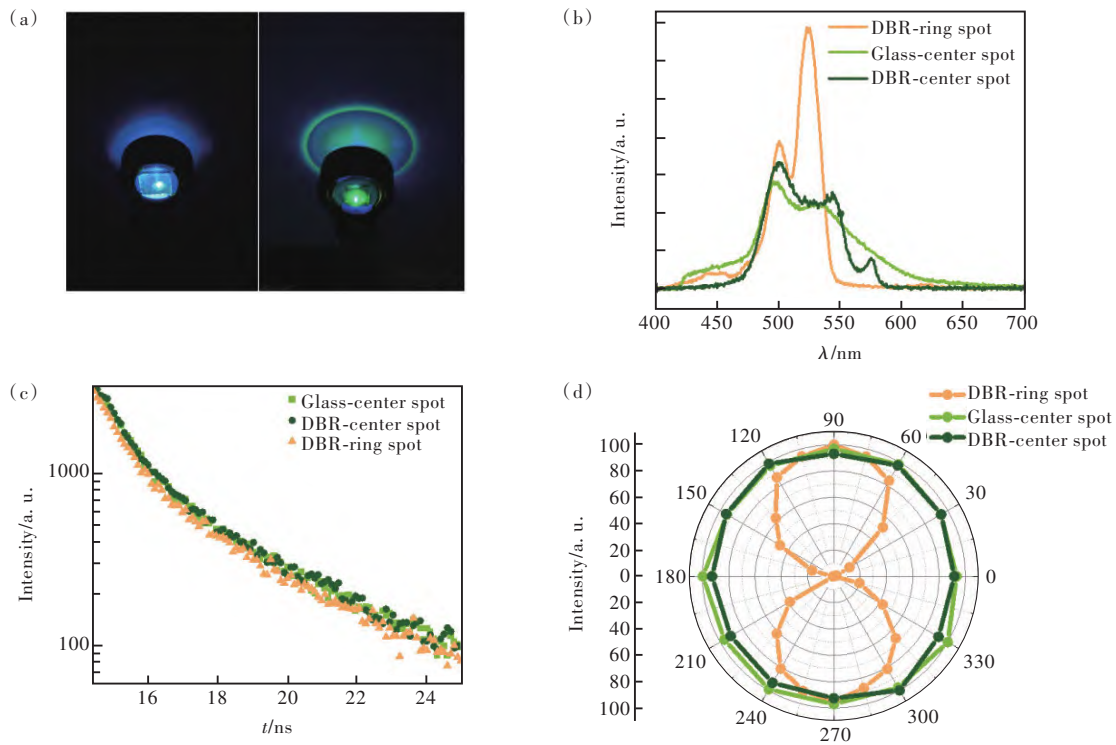 (a)
(b)
DBR-ring spot
Glass-center spot
DBR-center spot
Intensity/a. u.
400 450 500 550 600 650 700
λ/nm
(c)
Glass-center spot
DBR-center spot
DBR-ring spot
1000
100
Intensity/a. u.
16 18 20 22 24
t/ns
(d)
DBR-ring spot
Glass-center spot
DBR-center spot
Intensity/a. u.
100
80
60
40
20
0
20
40
60
80
100
90
120 60
150 30
180 0
210 330
240 300
270